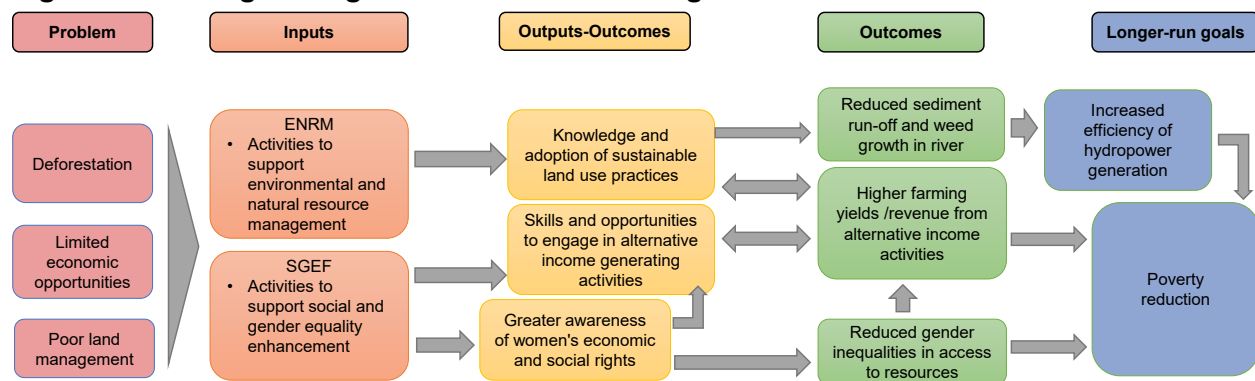 Problem
Inputs
Outputs-Outcomes
Outcomes
Longer-run goals
Deforestation
Limited
economic
opportunities
Poor land
management
ENRM
• Activities to
support
environmental and
natural resource
management
SGEF
• Activities to
support social and
gender equality
enhancement
Knowledge and
adoption of sustainable
land use practices
Skills and opportunities
to engage in alternative
income generating
activities
Greater awareness
of women's economic
and social rights
Reduced sediment
run-off and weed
growth in river
Higher farming
yields /revenue from
alternative income
activities
Reduced gender
inequalities in access
to resources
Increased
efficiency of
hydropower
generation
Poverty
reduction